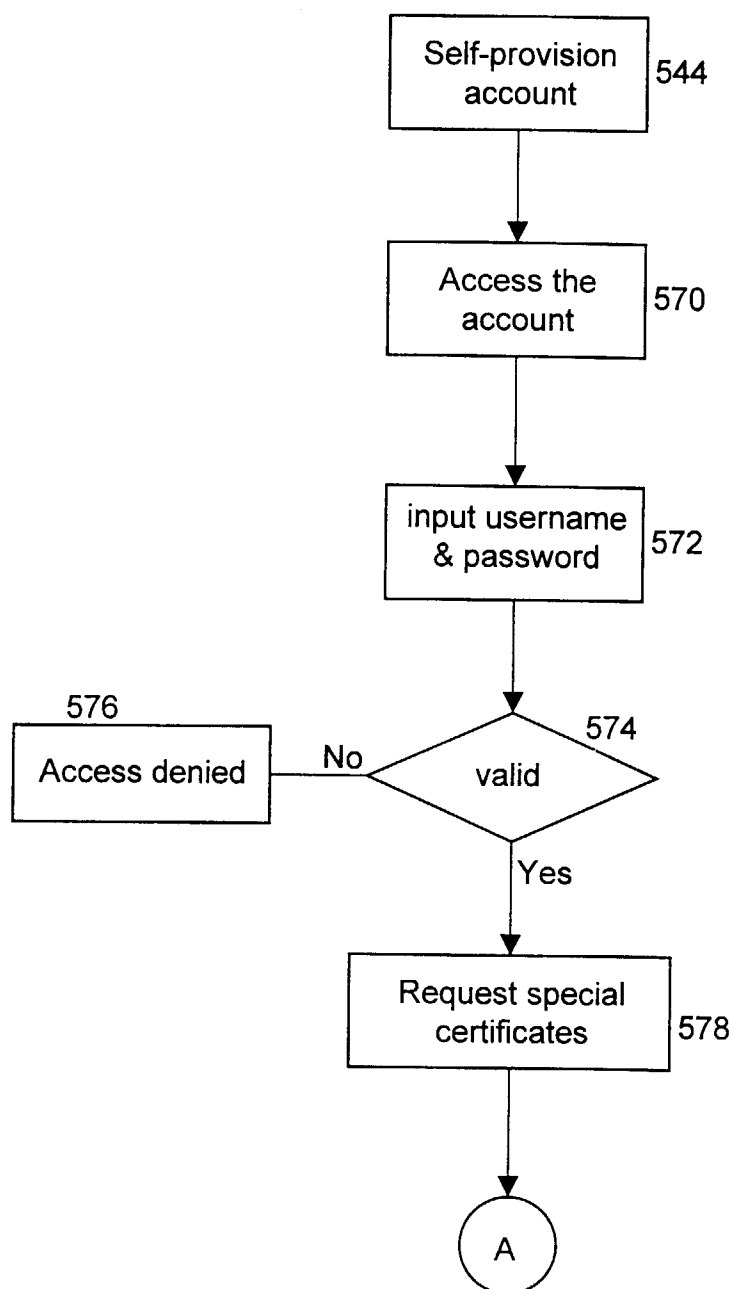 Self-provision
account
544
Access the
account
570
input username
& password
572
576
574
Access denied
No
valid
Yes
Request special
certificates
578
A